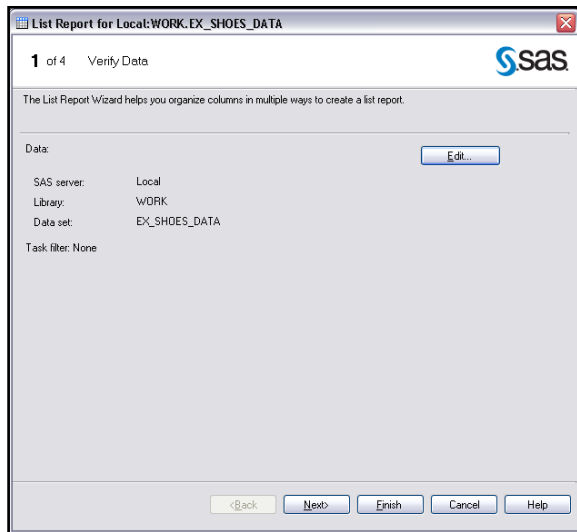 List Report for Local:WORK.EX_SHOES_DATA
1 of 4 Verify Data
sas
The List Report Wizard helps you organize columns in multiple ways to create a list report.
Data:
Edit...
SAS server: Local
Library: WORK
Data set: EX_SHOES_DATA
Task filter: None
<Back Next> Finish Cancel Help